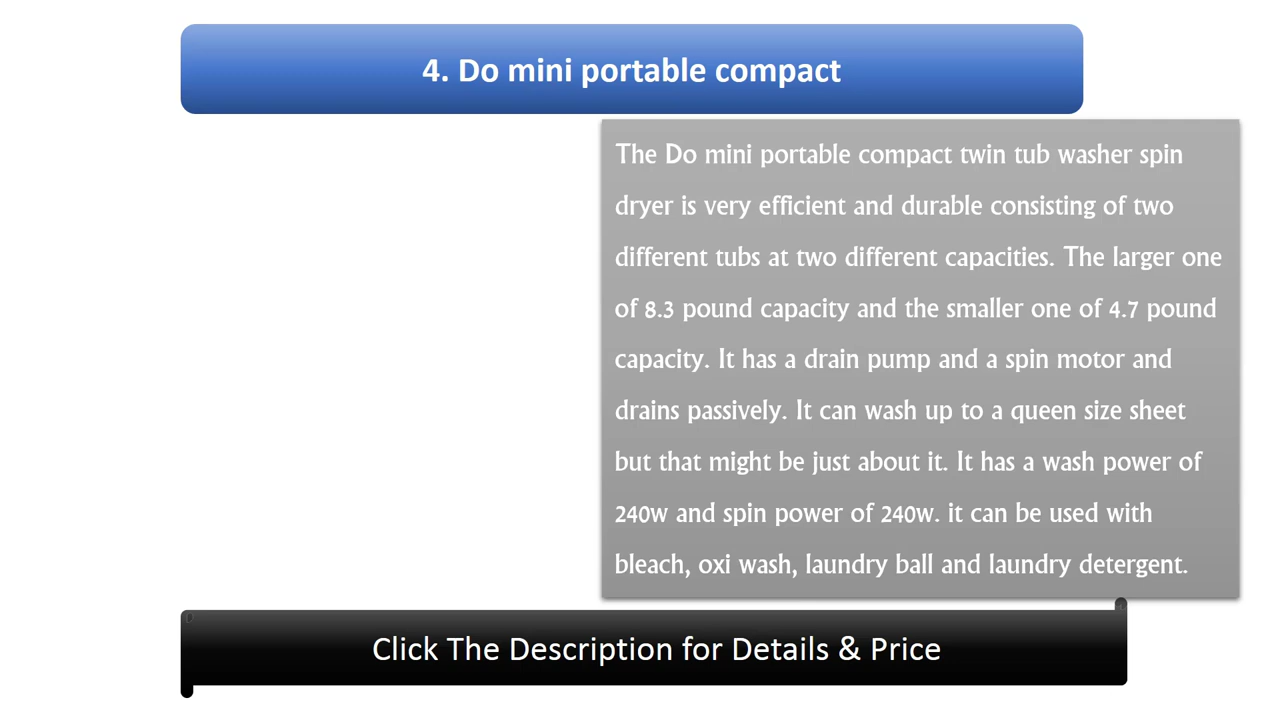 4. Do mini portable compact
The Do mini portable compact twin tub washer spin
dryer is very efficient and durable consisting of two
different tubs at two different capacities. The larger one
of 8.3 pound capacity and the smaller one of 4.7 pound
capacity. It has a drain pump and a spin motor and
drains passively. It can wash up to a queen size sheet
but that might be just about it. It has a wash power of
240w and spin power of 240w. it can be used with
bleach, oxi wash, laundry ball and laundry detergent.
Click The Description for Details & Price